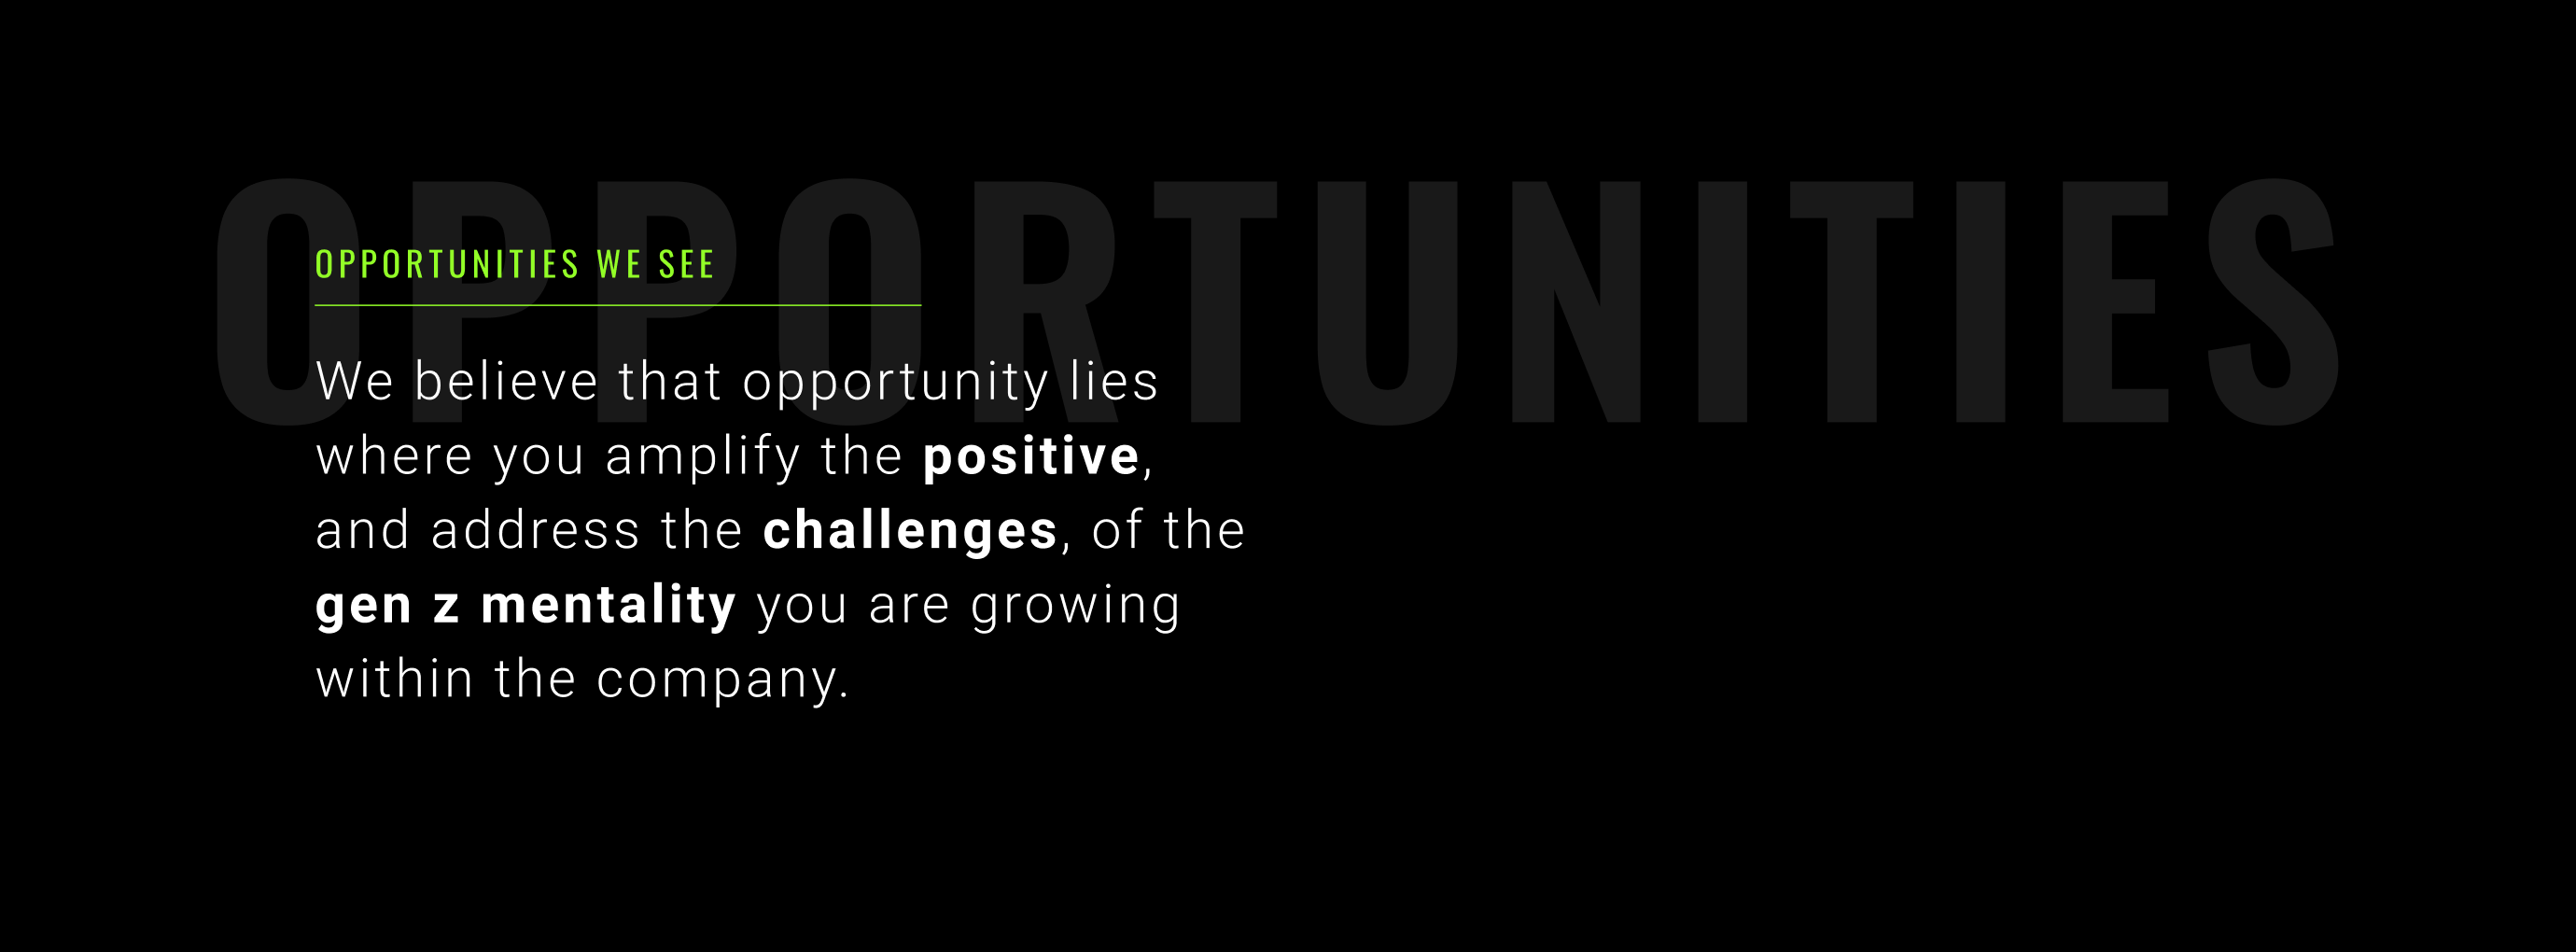 OPPORTUNITIES
OPPORTUNITIES WE SEE
We believe that opportunity lies
where you amplify the positive,
and address the challenges, of the
gen z mentality you are growing
within the company.